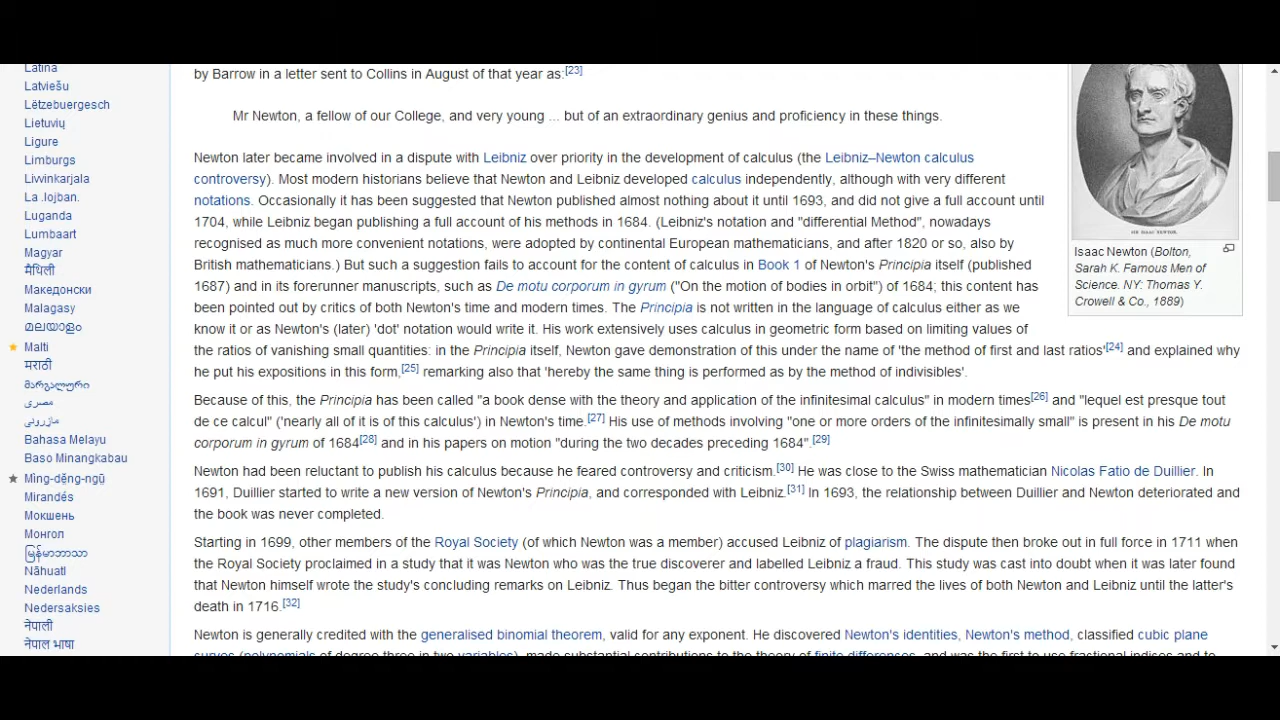 Latina
Latviešu
Lëtzebuergesch
Lietuvių
Ligure
Limburgs
Livvinkarjala
La .lojban.
Luganda
Lumbaart
Magyar
मैथिली
Македонски
Malagasy
മലയാളം
Malti
मराठी
მარგალური
مصرى
مازِرونی
Bahasa Melayu
Baso Minangkabau
Mìng-dĕ̤ng-ngṳ̄
Mirandés
Мокшень
Монгол
မြန်မာဘာသာ
Nāhuatl
Nederlands
Nedersaksies
नेपाली
नेपाल भाषा
by Barrow in a letter sent to Collins in August of that year as:[23]
Mr Newton, a fellow of our College, and very young ... but of an extraordinary genius and proficiency in these things.
Newton later became involved in a dispute with Leibniz over priority in the development of calculus (the Leibniz–Newton calculus
controversy). Most modern historians believe that Newton and Leibniz developed calculus independently, although with very different
notations. Occasionally it has been suggested that Newton published almost nothing about it until 1693, and did not give a full account until
1704, while Leibniz began publishing a full account of his methods in 1684. (Leibniz's notation and "differential Method", nowadays
recognised as much more convenient notations, were adopted by continental European mathematicians, and after 1820 or so, also by
British mathematicians.) But such a suggestion fails to account for the content of calculus in Book 1 of Newton's Principia itself (published
1687) and in its forerunner manuscripts, such as De motu corporum in gyrum ("On the motion of bodies in orbit") of 1684; this content has
been pointed out by critics of both Newton's time and modern times. The Principia is not written in the language of calculus either as we
know it or as Newton's (later) 'dot' notation would write it. His work extensively uses calculus in geometric form based on limiting values of
the ratios of vanishing small quantities: in the Principia itself, Newton gave demonstration of this under the name of 'the method of first and last ratios'[24] and explained why
he put his expositions in this form,[25] remarking also that 'hereby the same thing is performed as by the method of indivisibles'.
Because of this, the Principia has been called "a book dense with the theory and application of the infinitesimal calculus" in modern times[26] and "lequel est presque tout
de ce calcul" ('nearly all of it is of this calculus') in Newton's time.[27] His use of methods involving "one or more orders of the infinitesimally small" is present in his De motu
corporum in gyrum of 1684[28] and in his papers on motion "during the two decades preceding 1684".[29]
Newton had been reluctant to publish his calculus because he feared controversy and criticism.[30] He was close to the Swiss mathematician Nicolas Fatio de Duillier. In
1691, Duillier started to write a new version of Newton's Principia, and corresponded with Leibniz.[31] In 1693, the relationship between Duillier and Newton deteriorated and
the book was never completed.
Starting in 1699, other members of the Royal Society (of which Newton was a member) accused Leibniz of plagiarism. The dispute then broke out in full force in 1711 when
the Royal Society proclaimed in a study that it was Newton who was the true discoverer and labelled Leibniz a fraud. This study was cast into doubt when it was later found
that Newton himself wrote the study's concluding remarks on Leibniz. Thus began the bitter controversy which marred the lives of both Newton and Leibniz until the latter's
death in 1716.[32]
Newton is generally credited with the generalised binomial theorem, valid for any exponent. He discovered Newton's identities, Newton's method, classified cubic plane
curves (polynomials of degree three in two variables), made substantial contributions to the theory of finite differences, and was the first to use fractional indices and to
SIR ISAAC NEWTON.
Isaac Newton (Bolton,
Sarah K. Famous Men of
Science. NY: Thomas Y.
Crowell & Co., 1889)